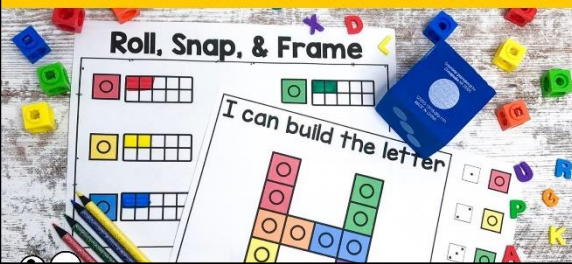 Roll, Snap, & Frame
I can build the letter
X
D
L
U
R
P
K
A